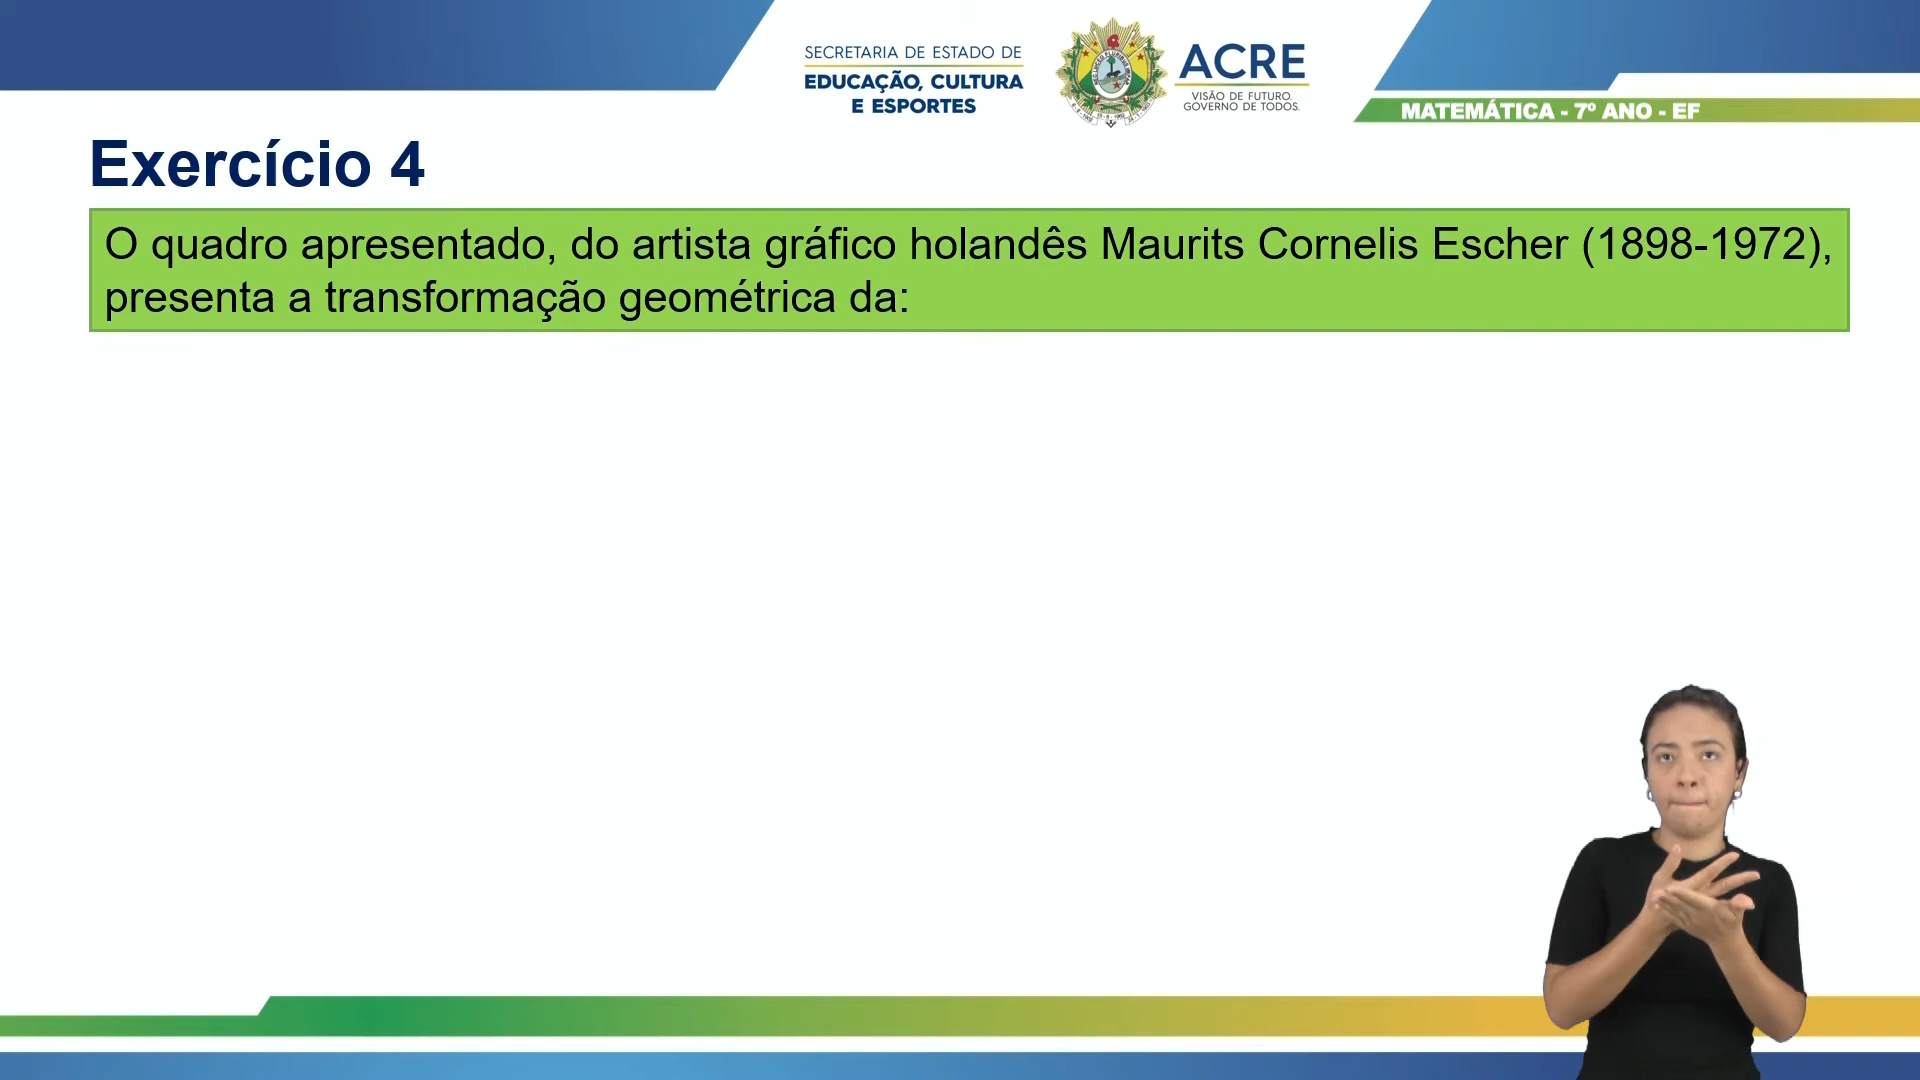 SECRETARIA DE ESTADO DE
EDUCAÇÃO, CULTURA
E ESPORTES
ACRE
VISÃO DE FUTURO.
GOVERNO DE TODOS.
MATEMÁTICA - 7º ANO - EF
Exercício 4
O quadro apresentado, do artista gráfico holandês Maurits Cornelis Escher (1898-1972),
presenta a transformação geométrica da: